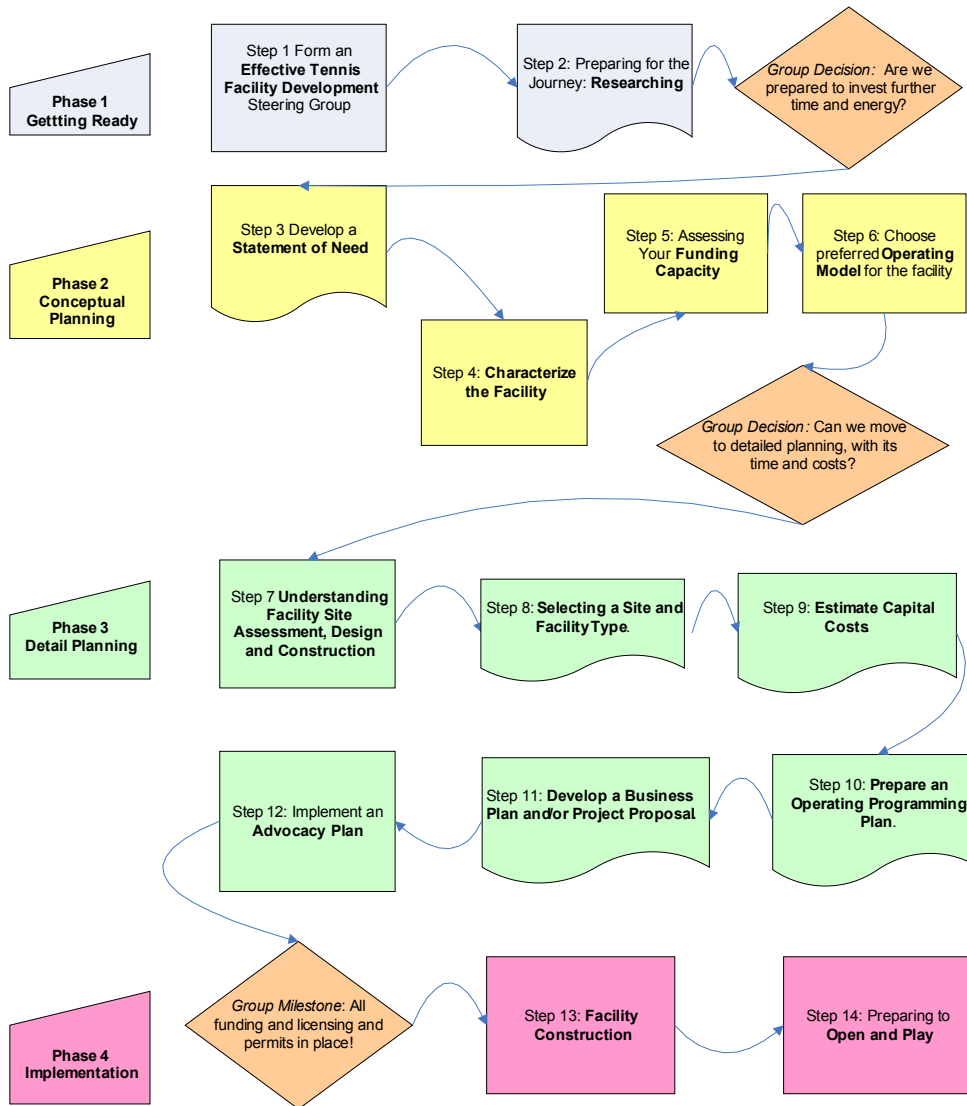 Phase 1
Gettting Ready
Step 1 Form an
Effective Tennis
Facility Development
Steering Group
Step 2: Preparing for the
Journey: Researching
Group Decision: Are we
prepared to invest further
time and energy?
Phase 2
Conceptual
Planning
Step 3 Develop a
Statement of Need
Step 4: Characterize
the Facility
Step 5: Assessing
Your Funding
Capacity
Step 6: Choose
preferred Operating
Model for the facility
Group Decision: Can we move
to detailed planning, with its
time and costs?
Phase 3
Detail Planning
Step 7 Understanding
Facility Site
Assessment, Design
and Construction
Step 8: Selecting a Site and
Facility Type.
Step 9: Estimate Capital
Costs.
Step 10: Prepare an
Operating Programming
Plan.
Step 11: Develop a Business
Plan and/or Project Proposal.
Step 12: Implement an
Advocacy Plan
Phase 4
Implementation
Group Milestone: All
funding and licensing and
permits in place!
Step 13: Facility
Construction
Step 14: Preparing to
Open and Play